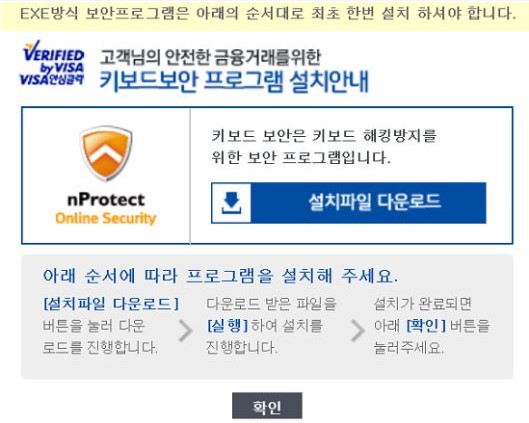 EXE방식 보안프로그램은 아래의 순서대로 최초 한번 설치 하셔야 합니다.
VERIFIED
by VISA
VISA안심클릭
고객님의 안전한 금융거래를위한
키보드보안 프로그램 설치안내
nProtect
Online Security
키보드 보안은 키보드 해킹방지를
위한 보안 프로그램입니다.
설치파일 다운로드
아래 순서에 따라 프로그램을 설치해 주세요.
[설치파일 다운로드]
버튼을 눌러 다운
로드를 진행합니다.
다운로드 받은 파일을
[실행]하여 설치를
진행합니다.
설치가 완료되면
아래 [확인] 버튼을
눌러주세요.
확인